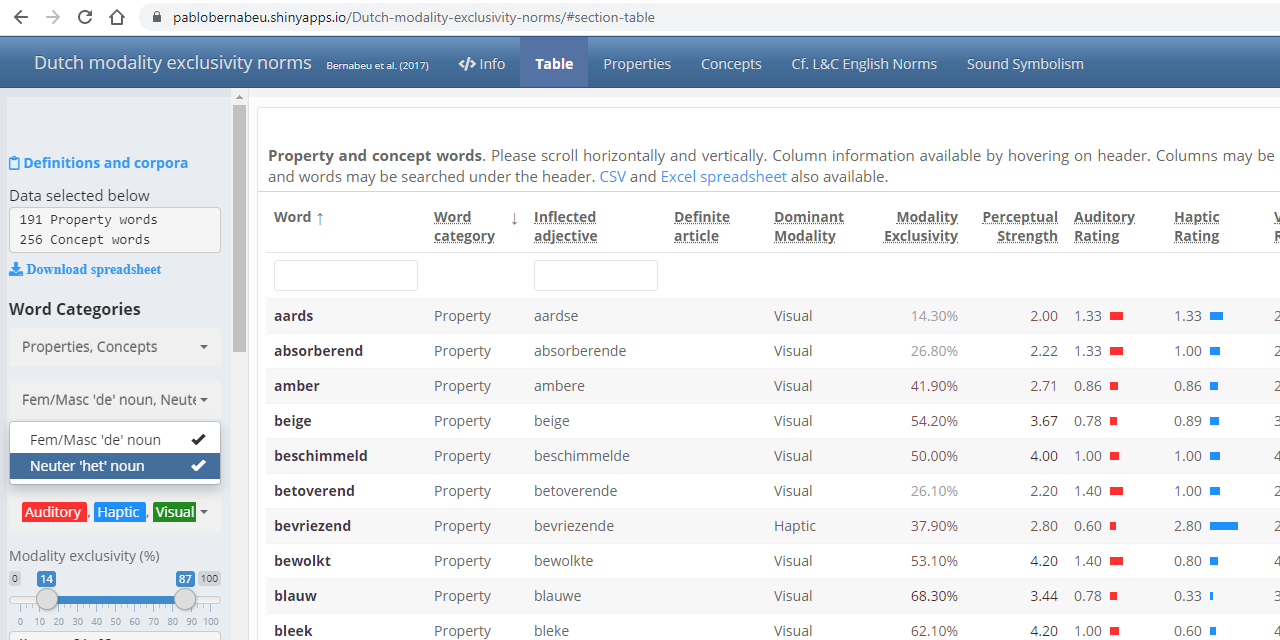 pablobernabeu.shinyapps.io/Dutch-modality-exclusivity-norms/#section-table
Dutch modality exclusivity norms Bernabeu et al. (2017) </> Info Table Properties Concepts Cf. L&C English Norms Sound Symbolism
Definitions and corpora
Data selected below
191 Property words
256 Concept words
Download spreadsheet
Word Categories
Properties, Concepts
Fem/Masc 'de' noun, Neute
Fem/Masc 'de' noun
Neuter 'het' noun
Auditory, Haptic, Visual
Modality exclusivity (%)
0 14 87 100
0 10 20 30 40 50 60 70 80 90 100
Property and concept words. Please scroll horizontally and vertically. Column information available by hovering on header. Columns may be
and words may be searched under the header. CSV and Excel spreadsheet also available.
Word ↑ Word category ↓ Inflected adjective Definite article Dominant Modality Modality Exclusivity Perceptual Strength Auditory Rating Haptic Rating
aards Property aardse Visual 14.30% 2.00 1.33 1.33
absorberend Property absorberende Visual 26.80% 2.22 1.33 1.00
amber Property ambere Visual 41.90% 2.71 0.86 0.86
beige Property beige Visual 54.20% 3.67 0.78 0.89
beschimmeld Property beschimmelde Visual 50.00% 4.00 1.00 1.00
betoverend Property betoverende Visual 26.10% 2.20 1.40 1.00
bevriezend Property bevriezende Haptic 37.90% 2.80 0.60 2.80
bewolkt Property bewolkte Visual 53.10% 4.20 1.40 0.80
blauw Property blauwe Visual 68.30% 3.44 0.78 0.33
bleek Property bleke Visual 62.10% 4.20 1.00 0.60